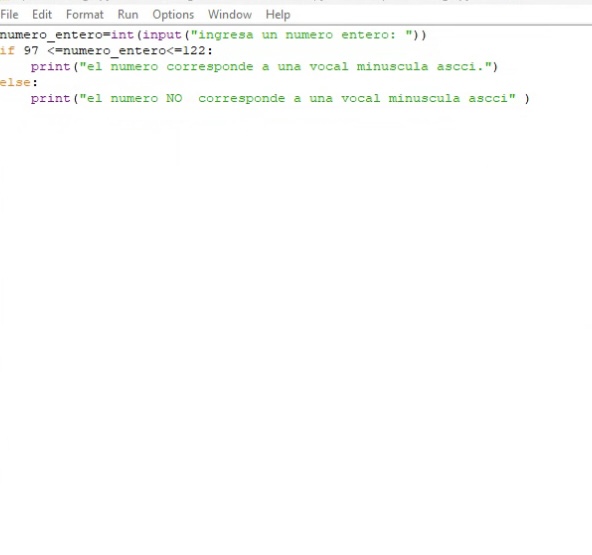 File Edit Format Run Options Window Help
numero_entero=int(input("ingresa un numero entero: "))
if 97 <=numero_entero<=122:
    print("el numero corresponde a una vocal minuscula ascci.")
else:
    print("el numero NO  corresponde a una vocal minuscula ascci" )